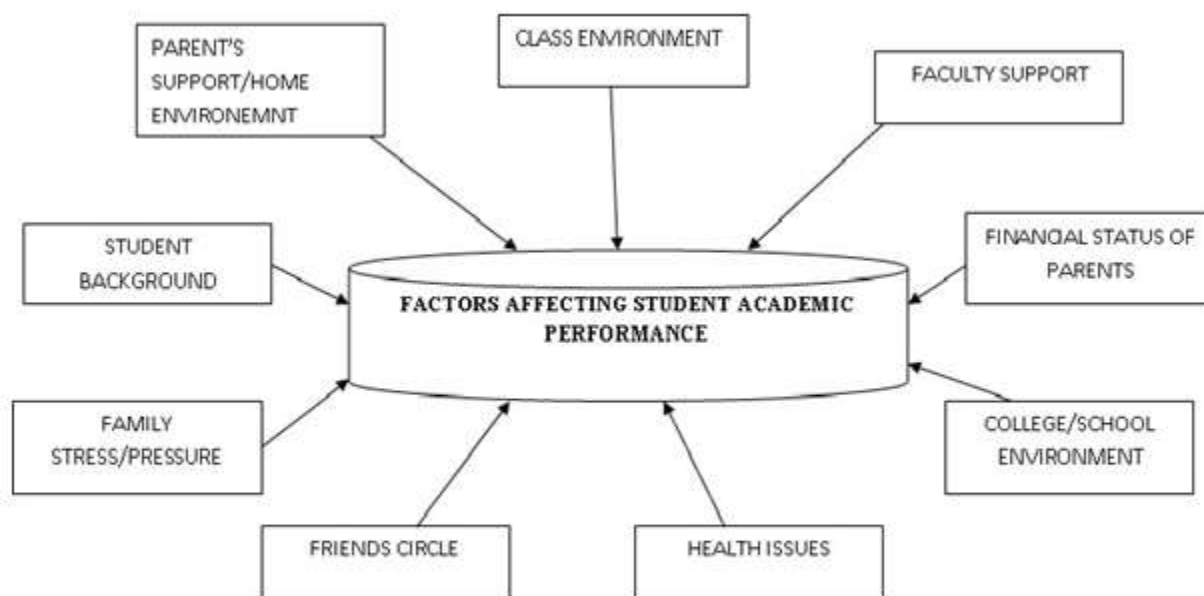 PARENT'S
SUPPORT/HOME
ENVIRONEMNT
CLASS ENVIRONMENT
FACULTY SUPPORT
STUDENT
BACKGROUND
FINANCIAL STATUS OF
PARENTS
FACTORS AFFECTING STUDENT ACADEMIC
PERFORMANCE
FAMILY
STRESS/PRESSURE
COLLEGE/SCHOOL
ENVIRONMENT
FRIENDS CIRCLE
HEALTH ISSUES